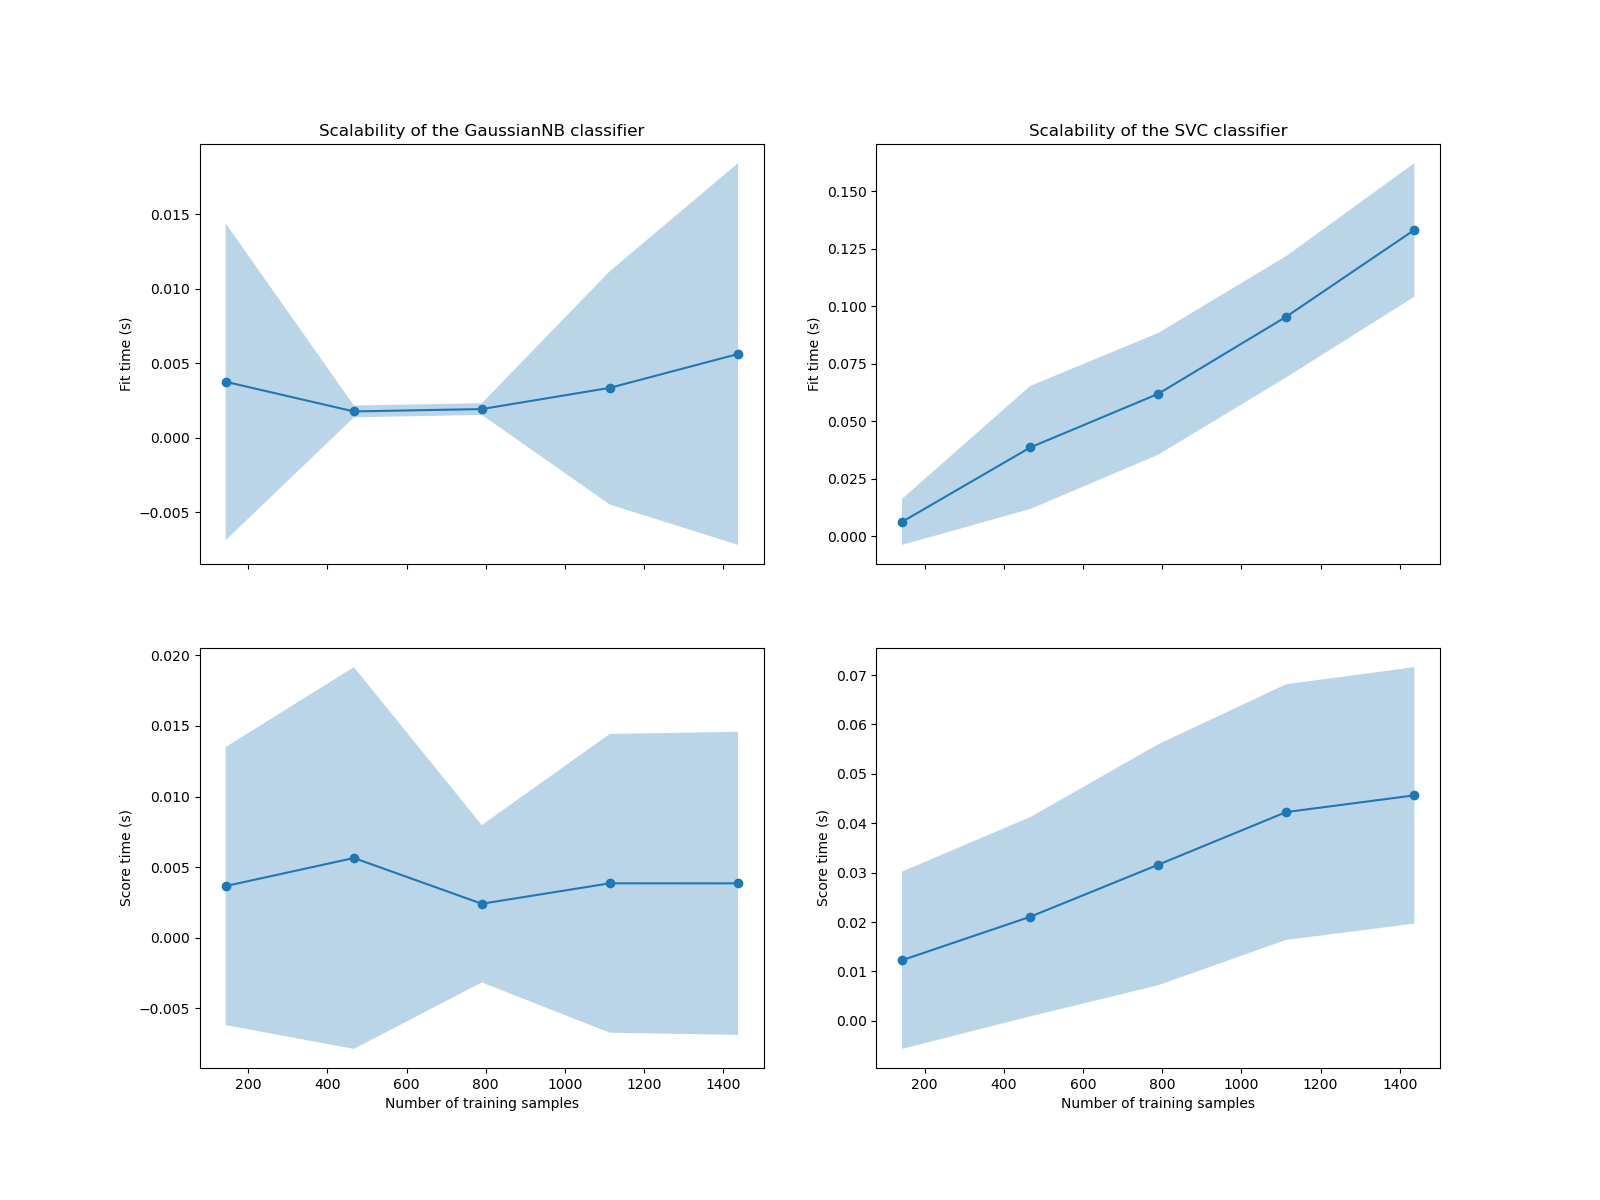 Scalability of the GaussianNB classifier
Fit time (s)
0.015
0.010
0.005
0.000
−0.005
Scalability of the SVC classifier
Fit time (s)
0.150
0.125
0.100
0.075
0.050
0.025
0.000
Score time (s)
0.020
0.015
0.010
0.005
0.000
−0.005
200 400 600 800 1000 1200 1400
Number of training samples
Score time (s)
0.07
0.06
0.05
0.04
0.03
0.02
0.01
0.00
200 400 600 800 1000 1200 1400
Number of training samples